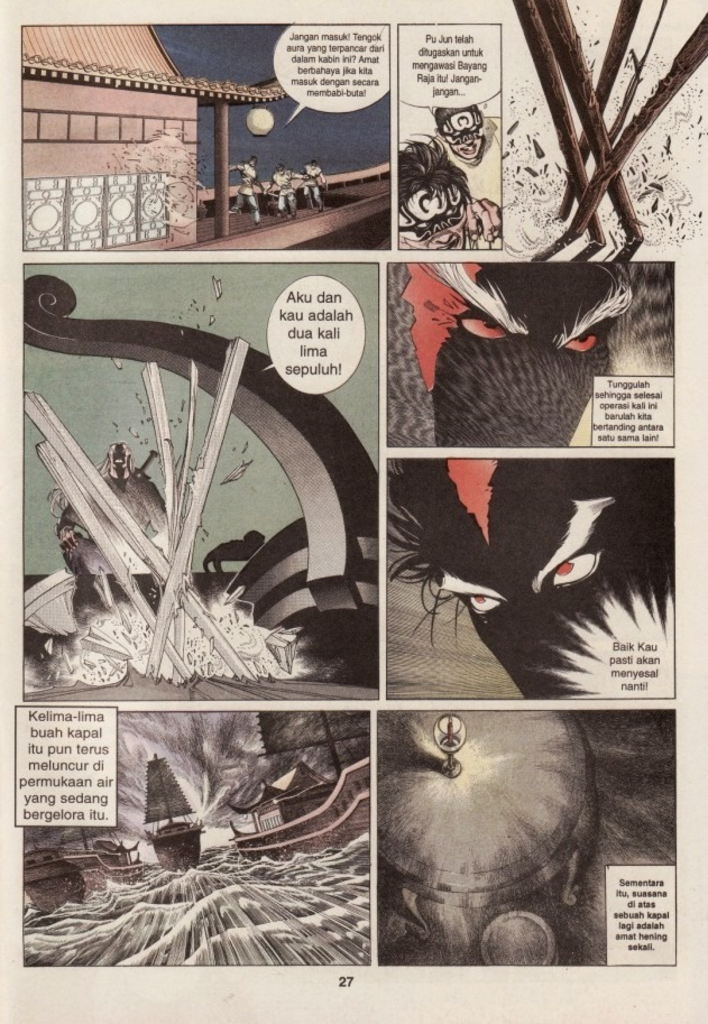 Jangan masuk! Tengok
aura yang terpancar dari
dalam kabin ini? Amat
berbahaya jika kita
masuk dengan secara
membabi-buta!
Pu Jun telah
ditugaskan untuk
mengawasi Bayang
Raja itu! Jangan-
jangan...
Aku dan
kau adalah
dua kali
lima
sepuluh!
Tunggulah
sehingga selesai
operasi kali ini
barulah kita
bertanding antara
satu sama lain!
Baik Kau
pasti akan
menyesal
nanti!
Kelima-lima
buah kapal
itu pun terus
meluncur di
permukaan air
yang sedang
bergelora itu.
Sementara
itu, suasana
di atas
sebuah kapal
lagi adalah
amat hening
sekali.
27